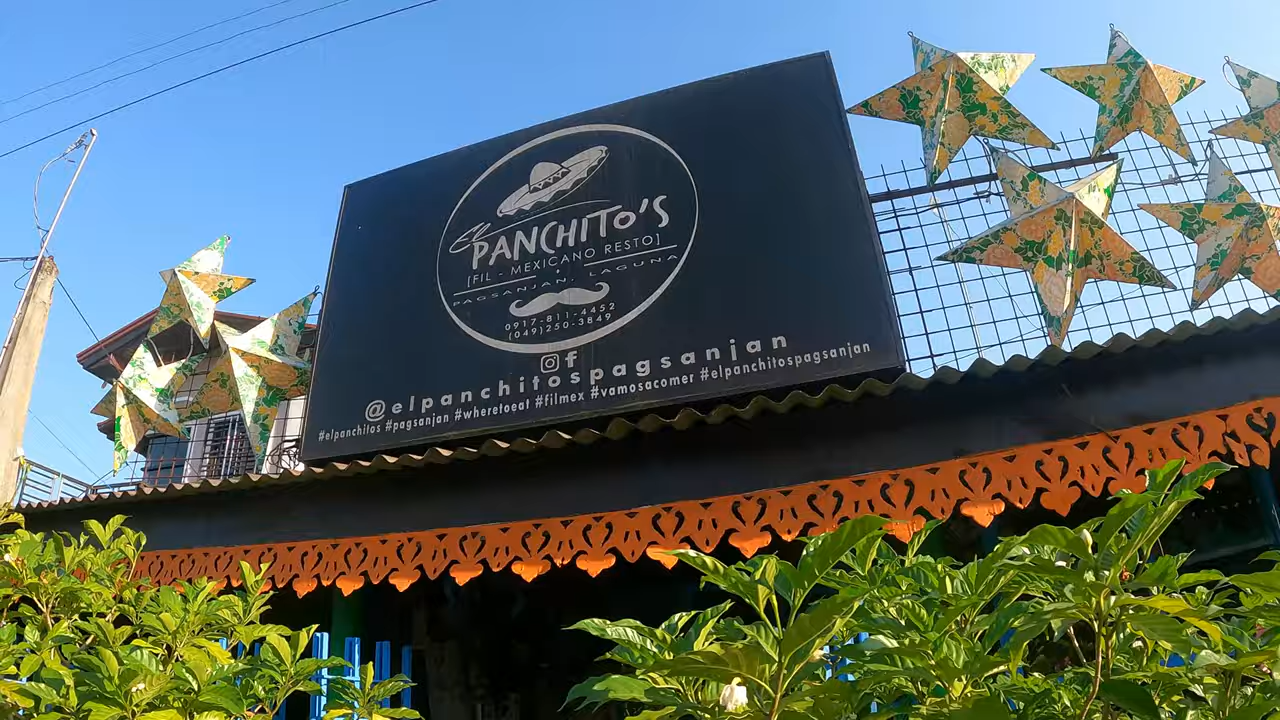 El
PANCHITO'S
[FIL - MEXICANO RESTO]
PAGSANJAN, LAGUNA
0917-811-4452
(049)250-3849
@elpanchitospagsanjan
#elpanchitos #pagsanjan #wheretoeat #filmex #vamosacomer #elpanchitospagsanjan